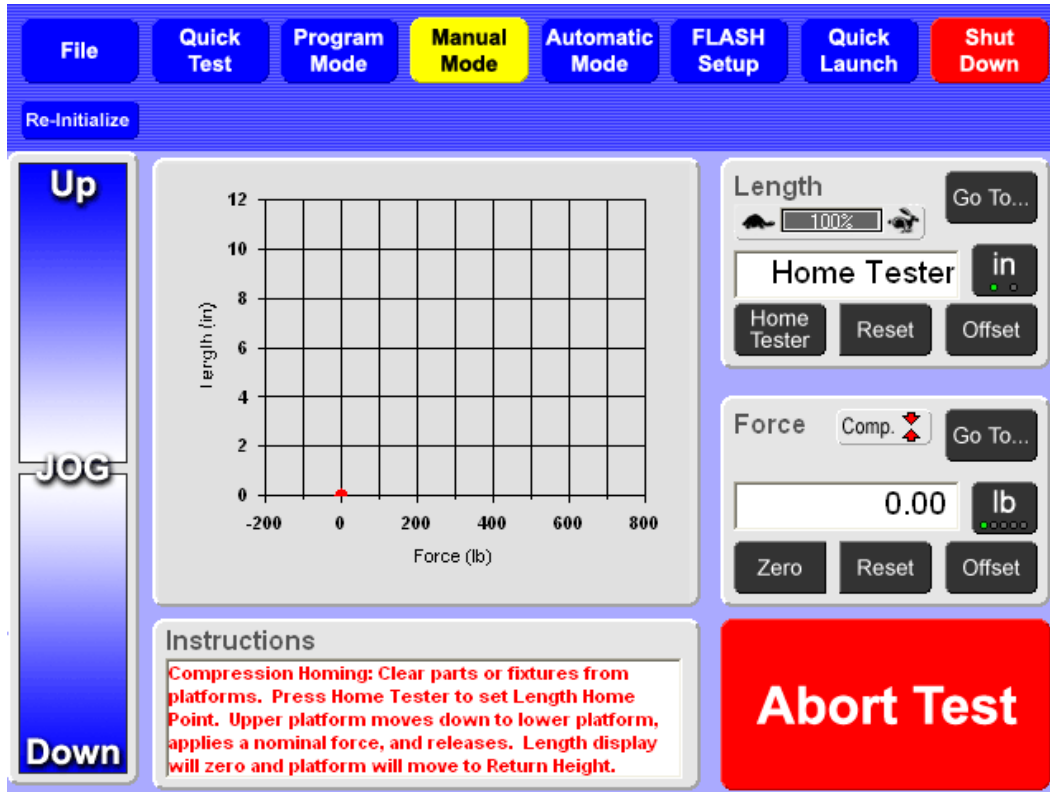 File
Quick Test
Program Mode
Manual Mode
Automatic Mode
FLASH Setup
Quick Launch
Shut Down
Re-Initialize
Up
JOG
Down
12
10
8
6
4
2
0
Length (in)
-200 0 200 400 600 800
Force (lb)
Length
Go To...
100%
Home Tester
in
Home Tester
Reset
Offset
Force
Comp.
Go To...
0.00
lb
Zero
Reset
Offset
Instructions
Compression Homing: Clear parts or fixtures from
platforms. Press Home Tester to set Length Home
Point. Upper platform moves down to lower platform,
applies a nominal force, and releases. Length display
will zero and platform will move to Return Height.
Abort Test